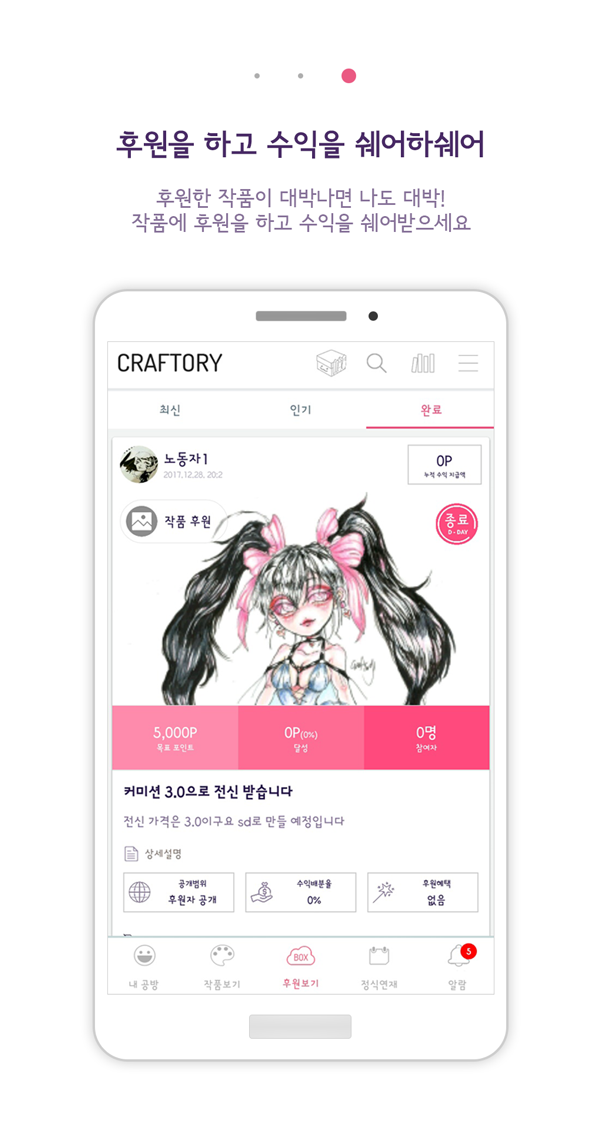 후원을 하고 수익을 쉐어하쉐어
후원한 작품이 대박나면 나도 대박!
작품에 후원을 하고 수익을 쉐어받으세요
CRAFTORY
최신 인기 완료
노동자1
2017.12.28. 20:2
0P
누적 수익 지급액
작품 후원
종료
D-DAY
5,000P 0P(0%) 0명
목표 포인트 달성 참여자
커미션 3.0으로 전신 받습니다
전신 가격은 3.0이구요 sd로 만들 예정입니다
상세설명
공개범위 수익배분율 후원혜택
후원자 공개 0% 없음
BOX
5
내 공방 작품보기 후원보기 정식연재 알람